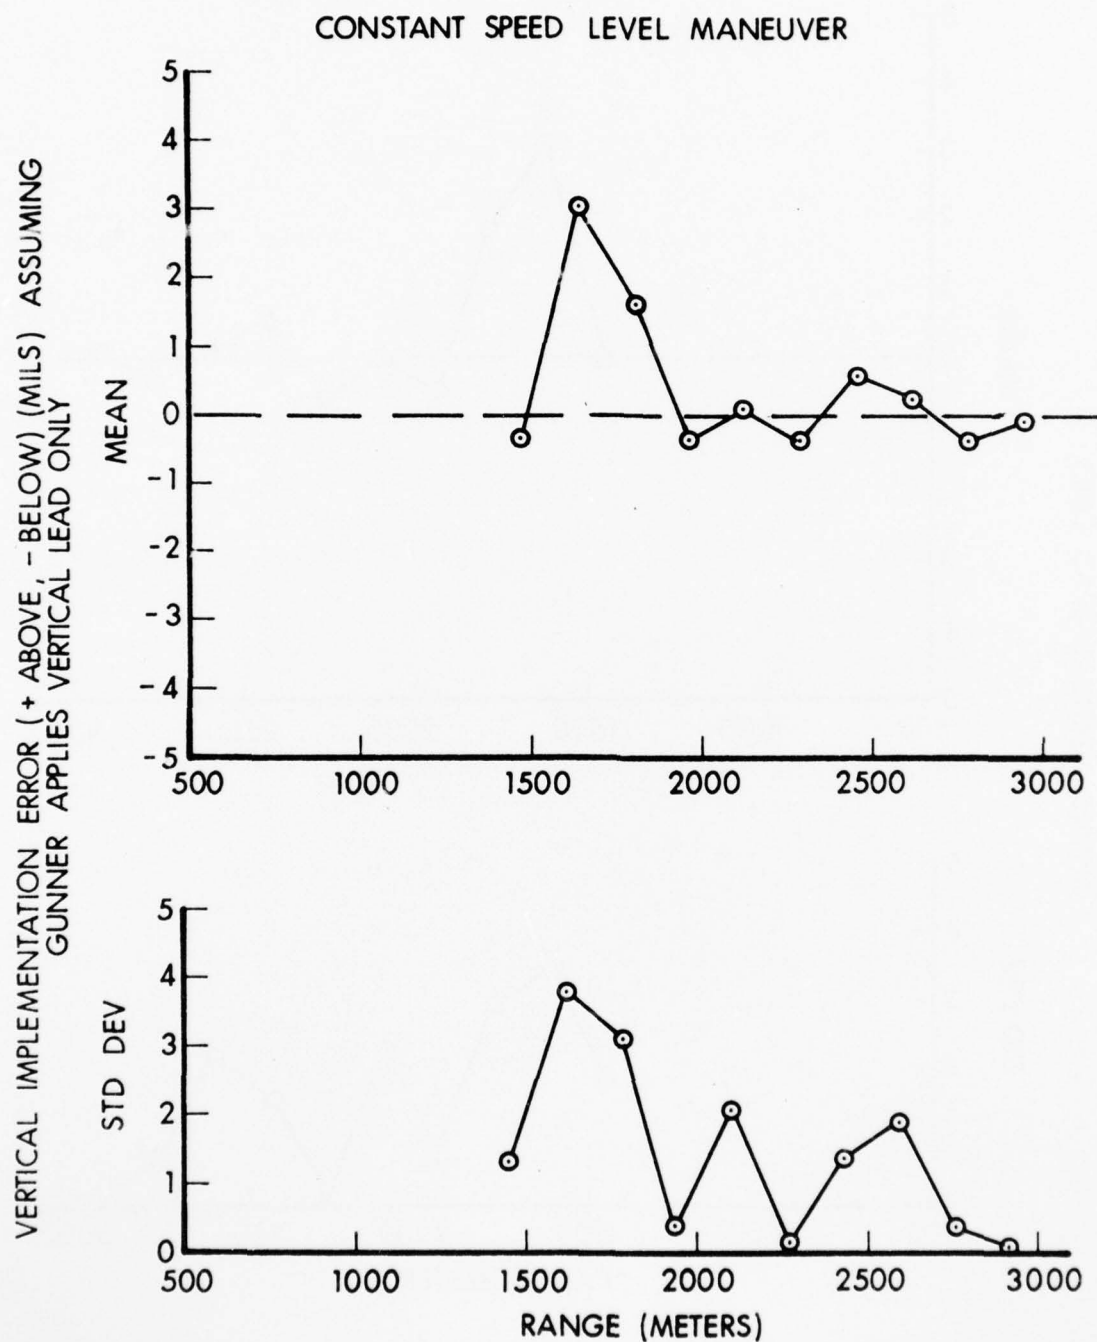 CONSTANT SPEED LEVEL MANEUVER
VERTICAL IMPLEMENTATION ERROR (+ ABOVE, - BELOW) (MILS) ASSUMING
GUNNER APPLIES VERTICAL LEAD ONLY
MEAN
5
4
3
2
1
0
-1
-2
-3
-4
-5
500 1000 1500 2000 2500 3000
STD DEV
5
4
3
2
1
0
500 1000 1500 2000 2500 3000
RANGE (METERS)